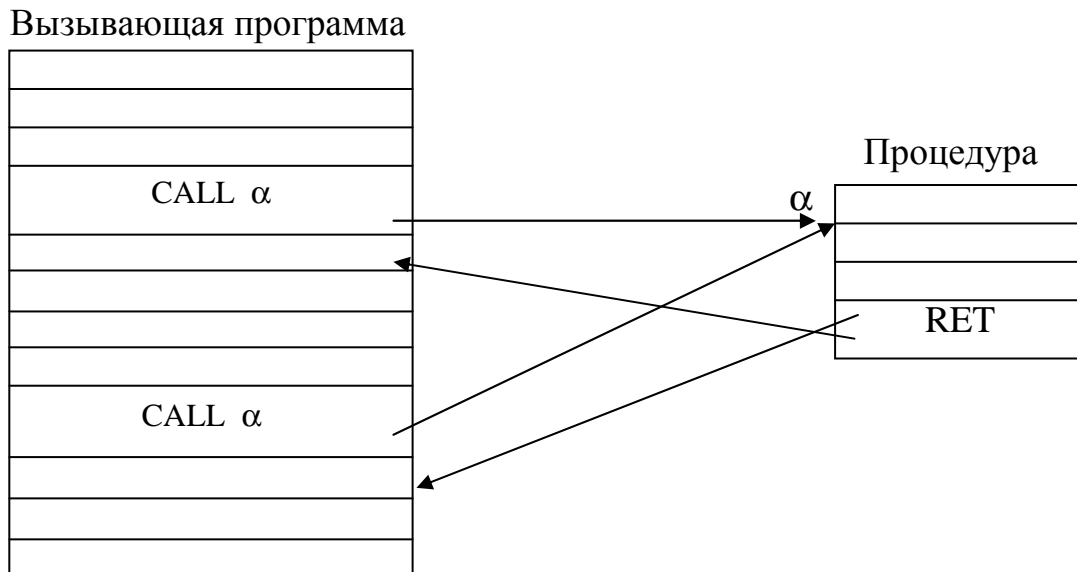 Вызывающая программа
Процедура
CALL α
α
RET
CALL α